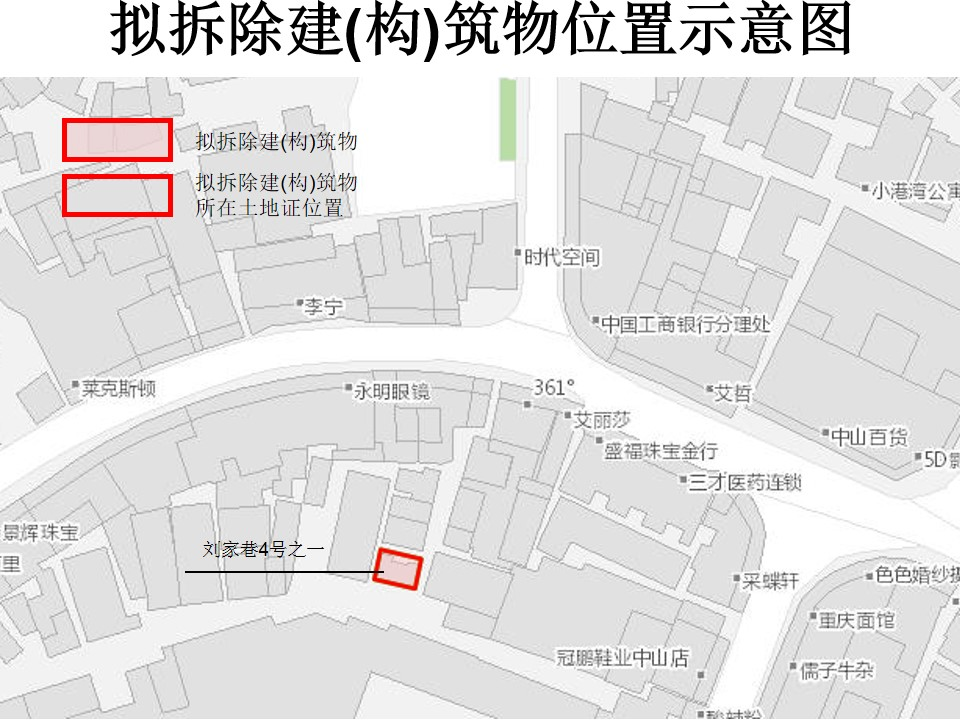 拟拆除建(构)筑物位置示意图
拟拆除建(构)筑物
拟拆除建(构)筑物
所在土地证位置
小港湾公寓
时代空间
李宁
中国工商银行分理处
莱克斯顿
永明眼镜
361°
艾哲
艾丽莎
中山百货
盛福珠宝金行
5D影
三才医药连锁
景辉珠宝
刘家巷4号之一
里
采蝶轩
色色婚纱摄
重庆面馆
冠鹏鞋业中山店
儒子牛杂